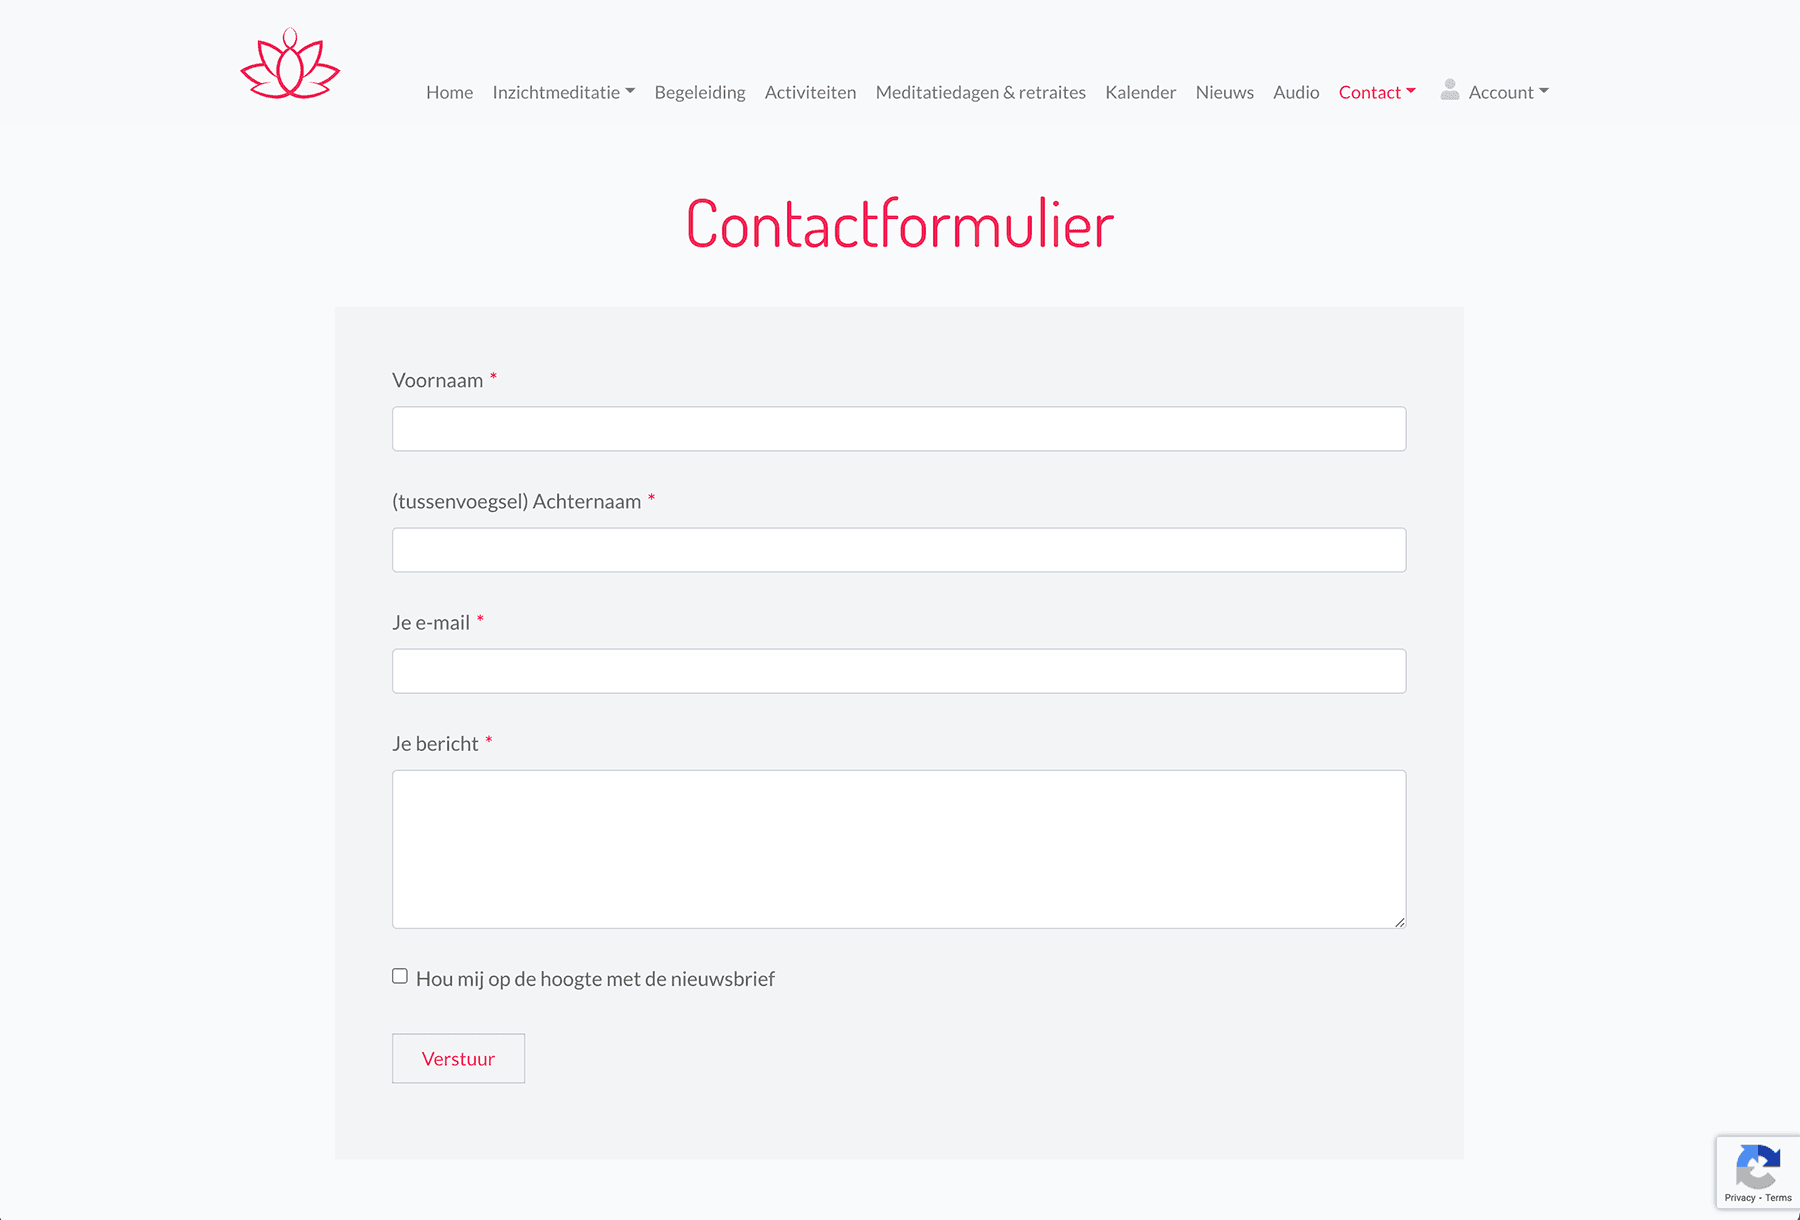 Home Inzichtmeditatie Begeleiding Activiteiten Meditatiedagen & retraites Kalender Nieuws Audio Contact Account
Contactformulier
Voornaam *
(tussenvoegsel) Achternaam *
Je e-mail *
Je bericht *
Hou mij op de hoogte met de nieuwsbrief
Verstuur
Privacy - Terms